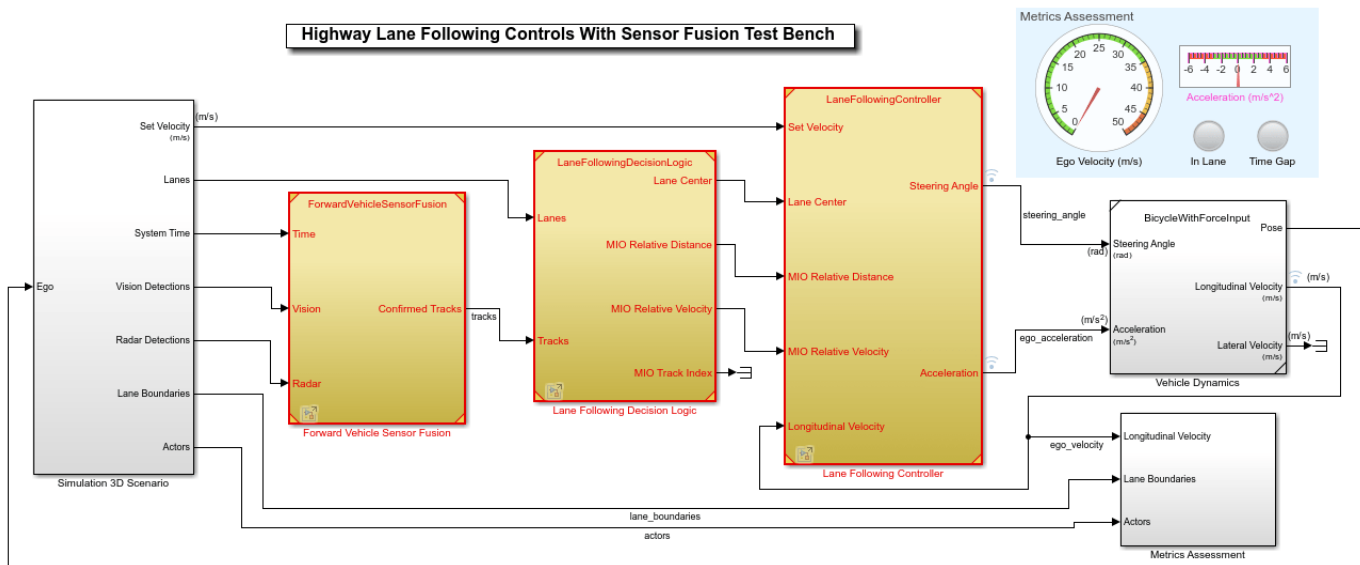 Highway Lane Following Controls With Sensor Fusion Test Bench
Metrics Assessment
0
5
10
15
20
25
30
35
40
45
50
Ego Velocity (m/s)
-6 -4 -2 0 2 4 6
Acceleration (m/s^2)
In Lane
Time Gap
Ego
Set Velocity
(m/s)
Lanes
System Time
Vision Detections
Radar Detections
Lane Boundaries
Actors
Simulation 3D Scenario
(m/s)
ForwardVehicleSensorFusion
Time
Vision
Radar
Confirmed Tracks
Forward Vehicle Sensor Fusion
tracks
LaneFollowingDecisionLogic
Lanes
Tracks
Lane Center
MIO Relative Distance
MIO Relative Velocity
MIO Track Index
Lane Following Decision Logic
LaneFollowingController
Set Velocity
Lane Center
MIO Relative Distance
MIO Relative Velocity
Longitudinal Velocity
Steering Angle
Acceleration
Lane Following Controller
steering_angle
(rad)
(m/s²)
ego_acceleration
BicycleWithForceInput
Steering Angle
(rad)
Acceleration
(m/s²)
Pose
Longitudinal Velocity
(m/s)
Lateral Velocity
(m/s)
Vehicle Dynamics
(m/s)
(m/s)
ego_velocity
lane_boundaries
actors
Longitudinal Velocity
Lane Boundaries
Actors
Metrics Assessment